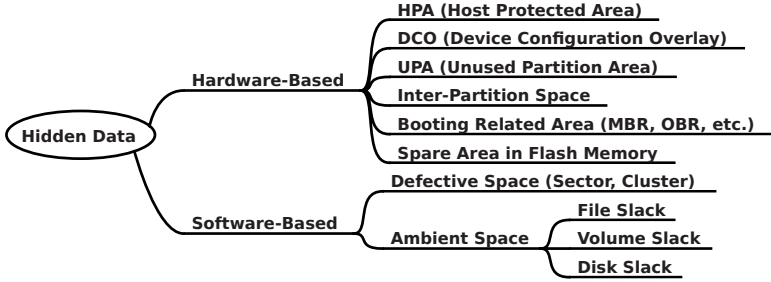 Hidden Data
Hardware-Based
HPA (Host Protected Area)
DCO (Device Configuration Overlay)
UPA (Unused Partition Area)
Inter-Partition Space
Booting Related Area (MBR, OBR, etc.)
Spare Area in Flash Memory
Software-Based
Defective Space (Sector, Cluster)
Ambient Space
File Slack
Volume Slack
Disk Slack